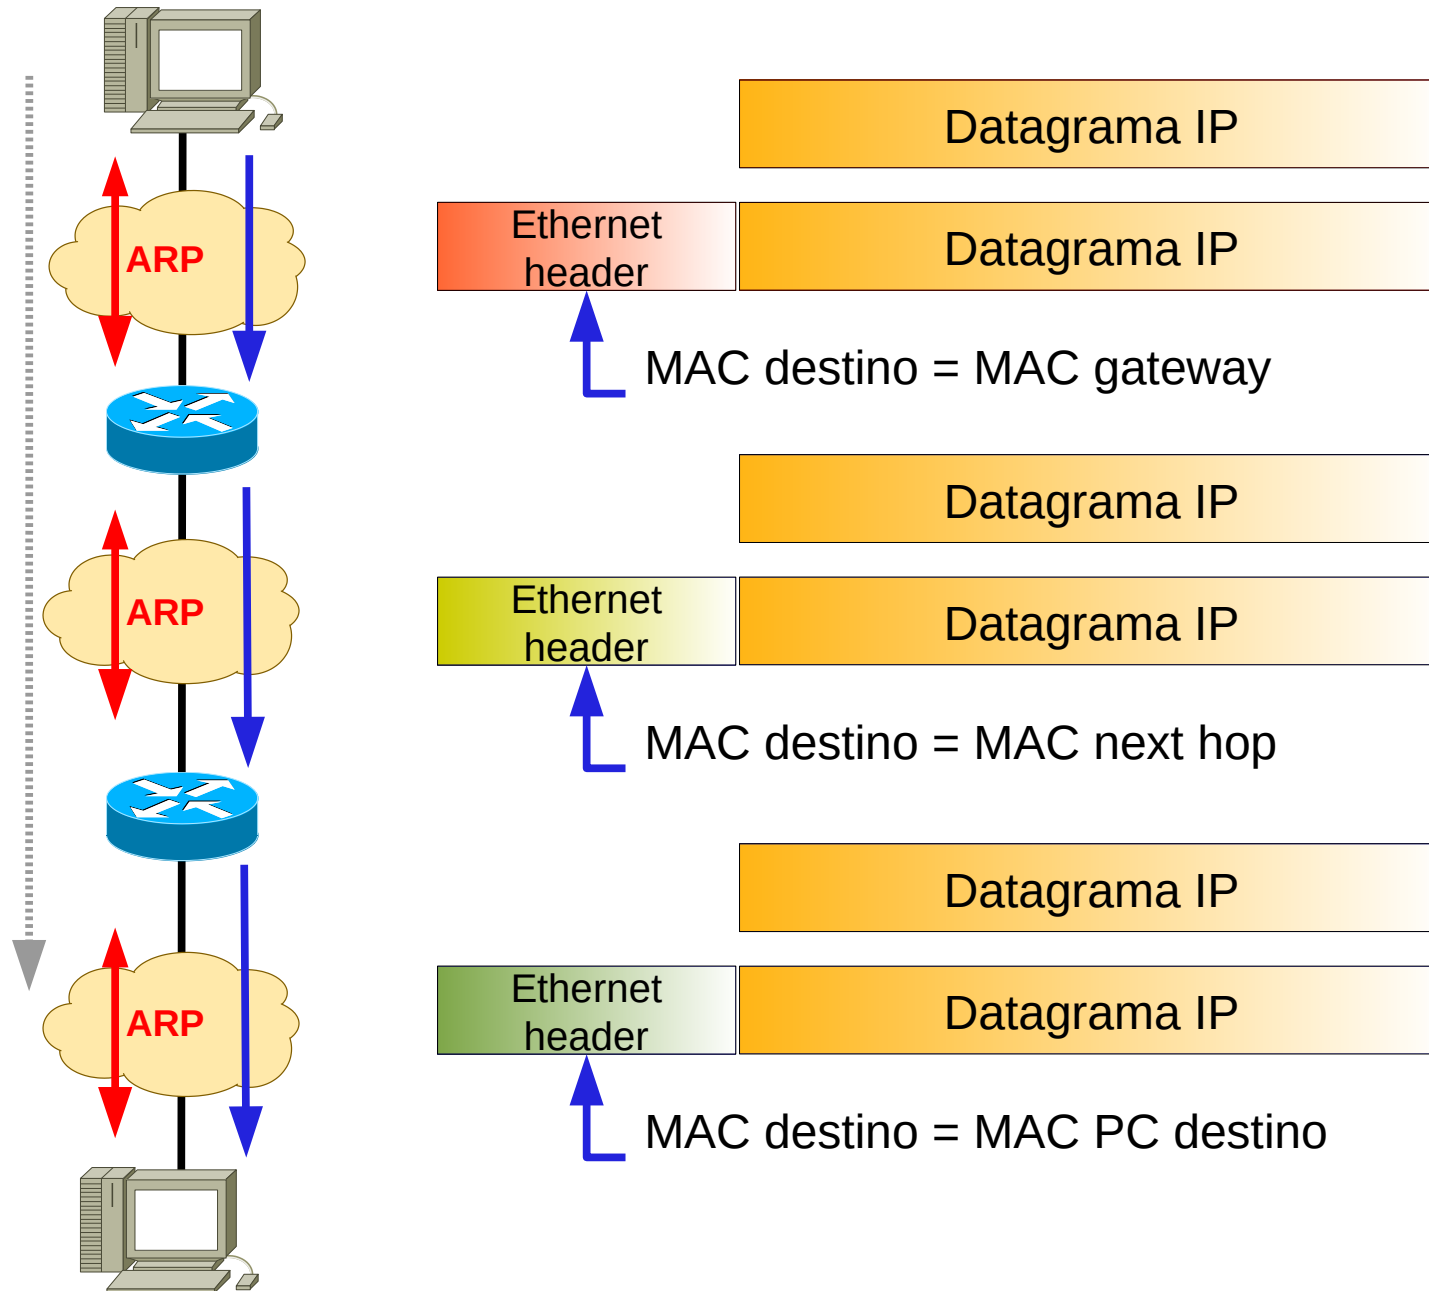 Datagrama IP
Ethernet
header
Datagrama IP
ARP
MAC destino = MAC gateway
Datagrama IP
Ethernet
header
Datagrama IP
ARP
MAC destino = MAC next hop
Datagrama IP
Ethernet
header
Datagrama IP
ARP
MAC destino = MAC PC destino